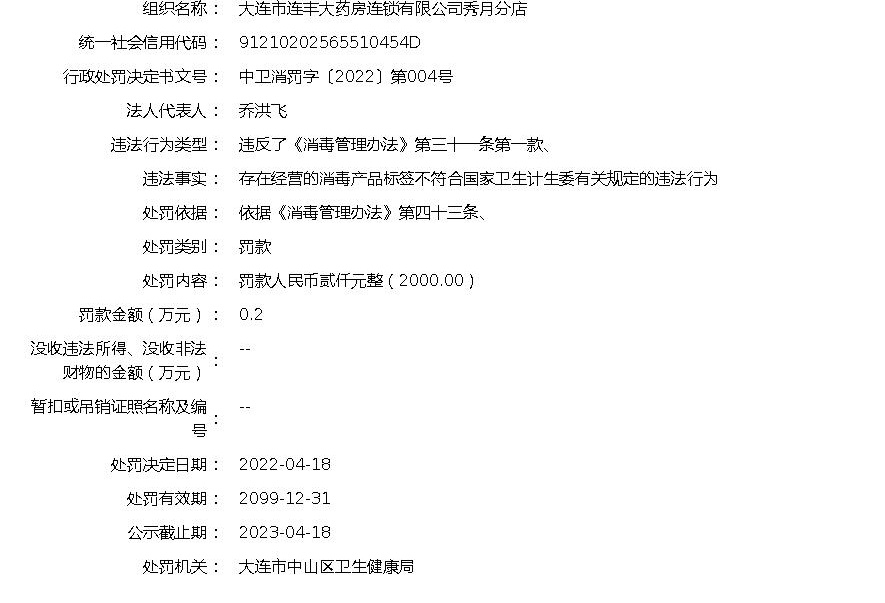 组织名称： 大连市连丰大药房连锁有限公司秀月分店
统一社会信用代码： 91210202565510454D
行政处罚决定书文号： 中卫消罚字〔2022〕第004号
法人代表人： 乔洪飞
违法行为类型： 违反了《消毒管理办法》第三十一条第一款、
违法事实： 存在经营的消毒产品标签不符合国家卫生计生委有关规定的违法行为
处罚依据： 依据《消毒管理办法》第四十三条、
处罚类别： 罚款
处罚内容： 罚款人民币贰仟元整（2000.00）
罚款金额（万元）： 0.2
没收违法所得、没收非法
财物的金额（万元）： --
暂扣或吊销证照名称及编
号： --
处罚决定日期： 2022-04-18
处罚有效期： 2099-12-31
公示截止期： 2023-04-18
处罚机关： 大连市中山区卫生健康局